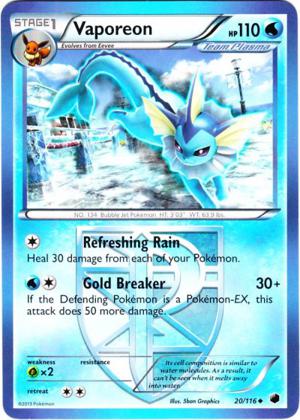 STAGE1
Vaporeon
HP110
Evolves from Eevee
Team Plasma
NO. 134 Bubble Jet Pokémon HT: 3'03" WT: 63.9 lbs.
Refreshing Rain
Heal 30 damage from each of your Pokémon.
Gold Breaker 30+
If the Defending Pokémon is a Pokémon-EX, this
attack does 50 more damage.
weakness
resistance
×2
retreat
Its cell composition is similar to
water molecules. As a result, it
can't be seen when it melts away
into water.
©2013 Pokémon
Illus. 5ban Graphics
20/116